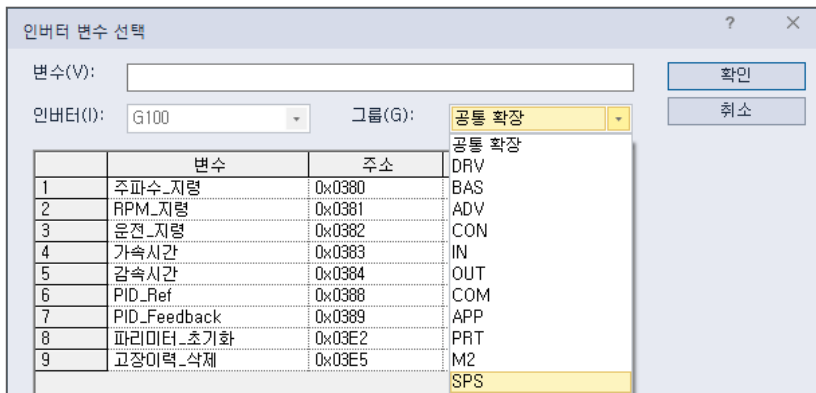 인버터 변수 선택 ? ×
변수(V): 확인
인버터(I): G100 그룹(G): 공통 확장 취소
공통 확장
변수 주소 DRV
1 주파수_지령 0x0380 BAS
2 RPM_지령 0x0381 ADV
3 운전_지령 0x0382 CON
4 가속시간 0x0383 IN
5 감속시간 0x0384 OUT
6 PID_Ref 0x0388 COM
7 PID_Feedback 0x0389 APP
8 파리미터_초기화 0x03E2 PRT
9 고장이력_삭제 0x03E5 M2
SPS